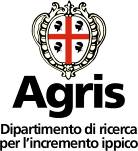 Agris
Dipartimento di ricerca
per l'incremento ippico